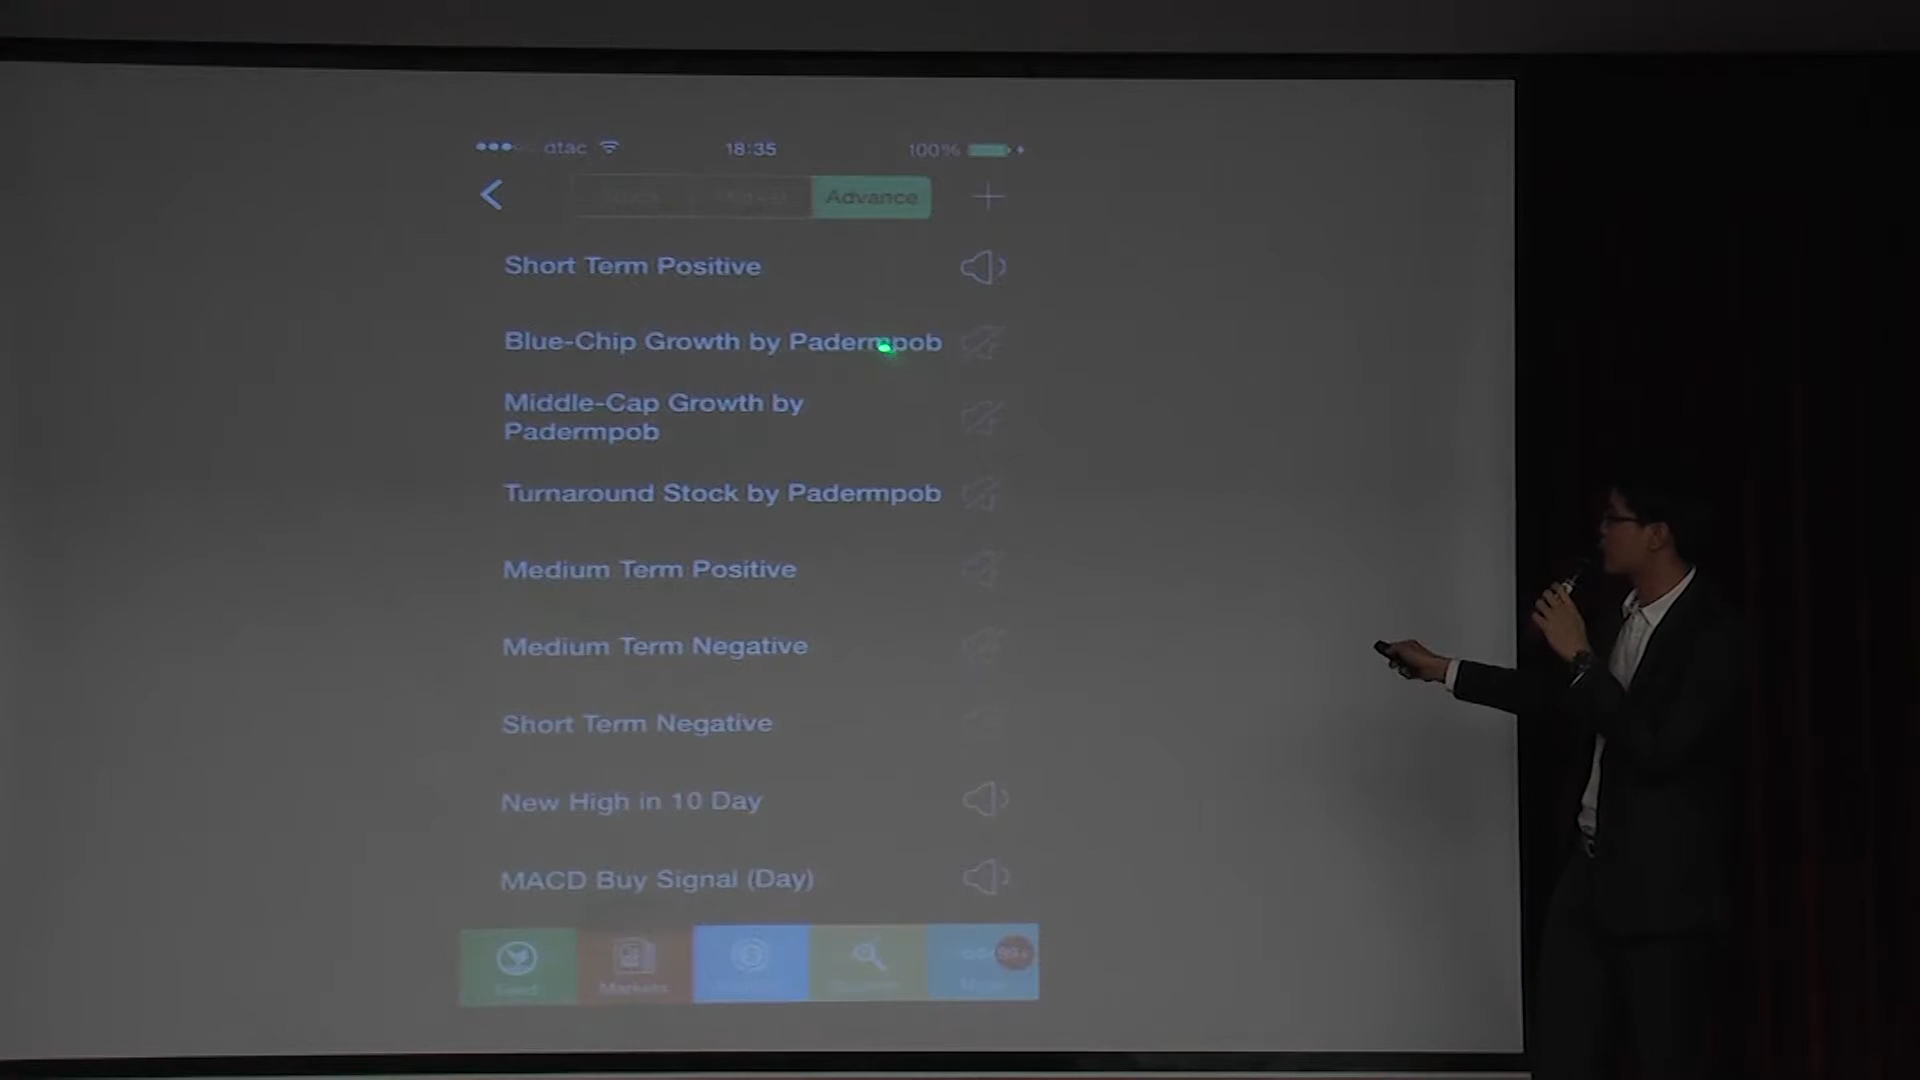 dtac 18:35 100%
Advance
Short Term Positive
Blue-Chip Growth by Padermpob
Middle-Cap Growth by
Padermpob
Turnaround Stock by Padermpob
Medium Term Positive
Medium Term Negative
Short Term Negative
New High in 10 Day
MACD Buy Signal (Day)
Markets